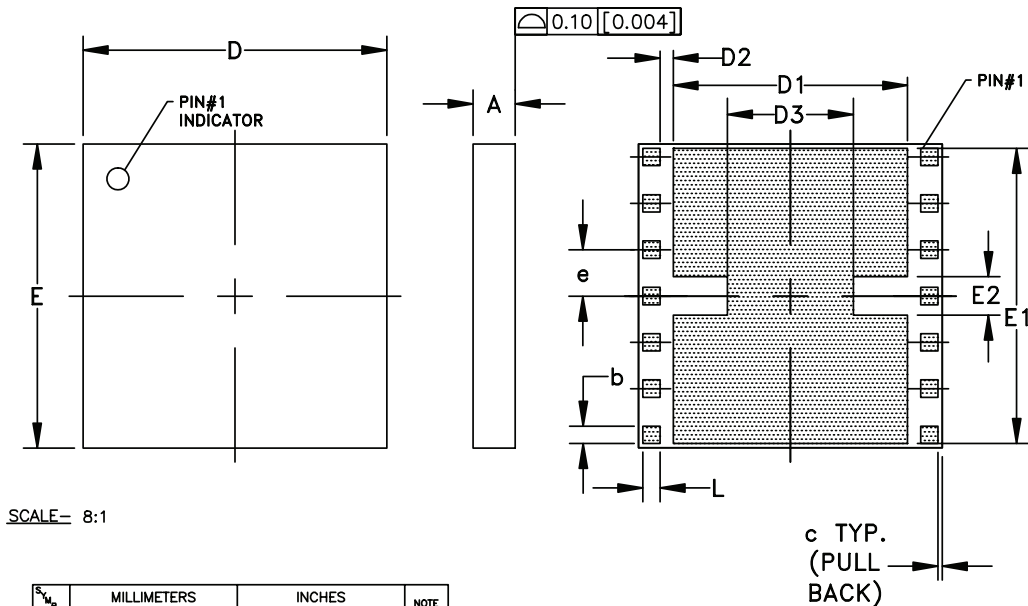 0.10 [0.004]
D
D2
D1
D3
A
PIN#1
INDICATOR
PIN#1
E
e
E2
E1
b
L
SCALE- 8:1
c TYP.
(PULL
BACK)
SYMB MILLIMETERS INCHES NOTE